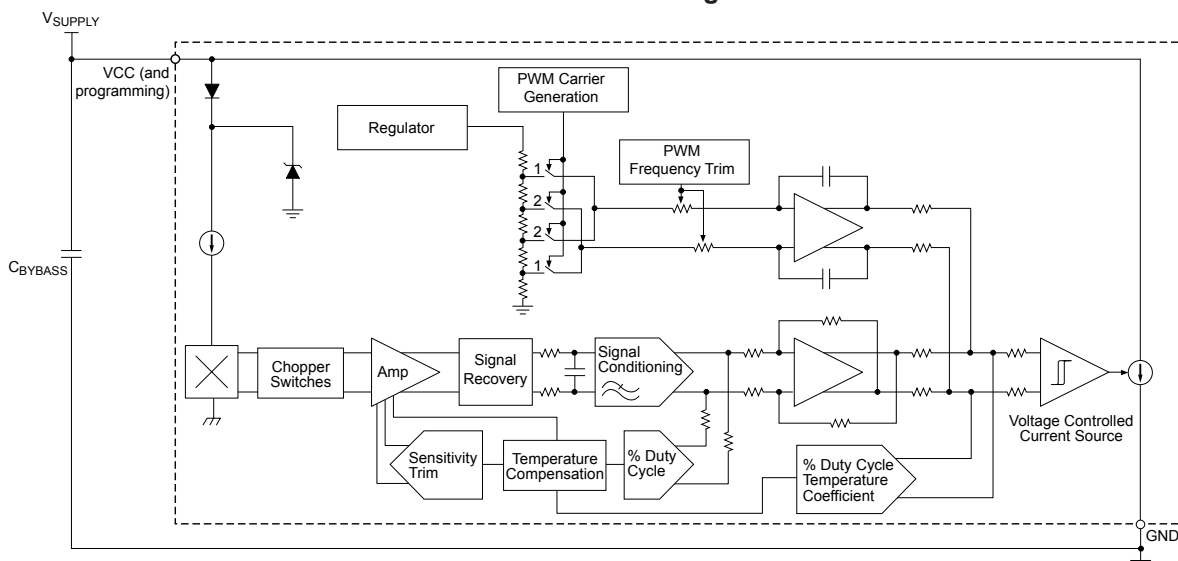 VSUPPLY
VCC (and
programming)
PWM Carrier
Generation
Regulator
PWM
Frequency Trim
1
2
2
1
CBYBASS
Chopper
Switches
Amp
Signal
Recovery
Signal
Conditioning
Voltage Controlled
Current Source
Sensitivity
Trim
Temperature
Compensation
% Duty
Cycle
% Duty Cycle
Temperature
Coefficient
GND